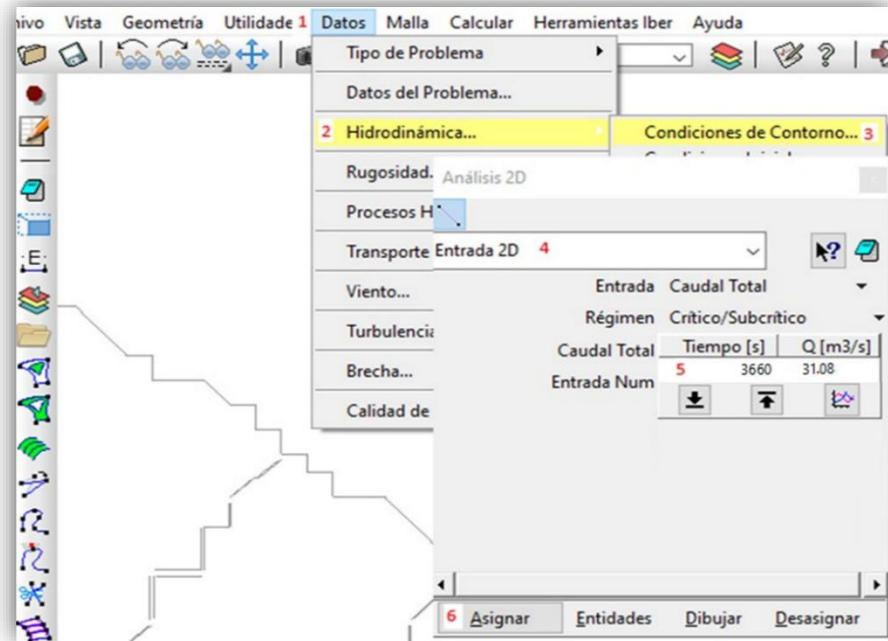 ivo Vista Geometría Utilidade 1 Datos Malla Calcular Herramientas Iber Ayuda
Tipo de Problema
Datos del Problema...
2 Hidrodinámica...
Condiciones de Contorno... 3
Rugosidad.
Análisis 2D
Procesos H
Transporte
Entrada 2D 4
Viento...
Entrada Caudal Total
Turbulencia
Régimen Crítico/Subcrítico
Caudal Total
Tiempo [s] Q [m3/s]
Brecha...
5 3660 31.08
Entrada Num
Calidad de
E
6 Asignar Entidades Dibujar Desasignar